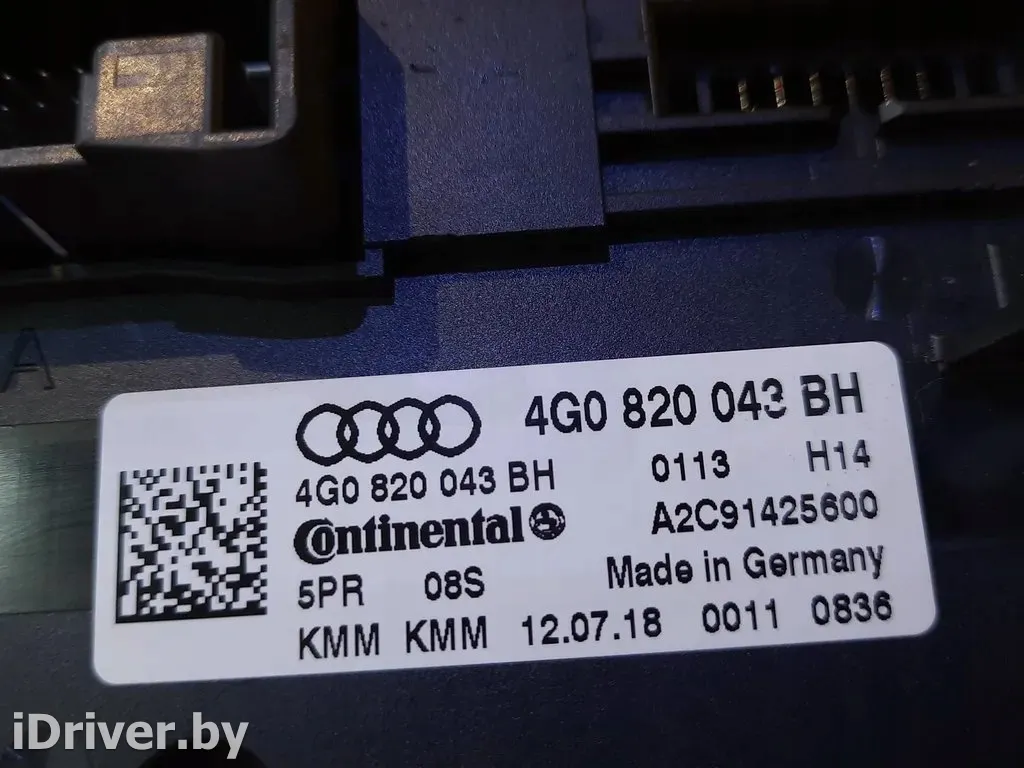 A
4G0 820 043 BH
4G0 820 043 BH 0113 H14
Continental A2C91425600
5PR 08S Made in Germany
KMM KMM 12.07.18 0011 0836
iDriver.by